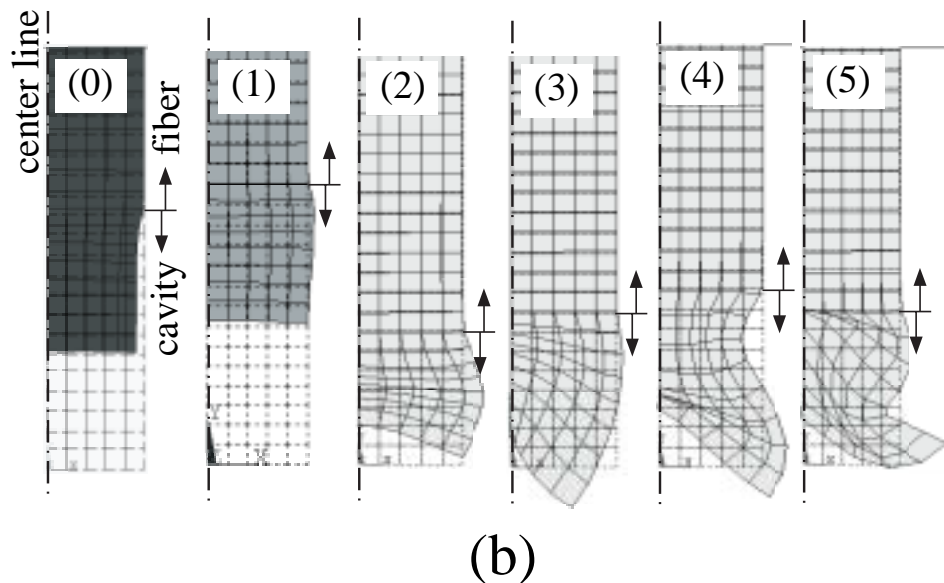 center line
fiber
cavity
(0)
(1)
(2)
(3)
(4)
(5)
Y
X
x
x
x
x
(b)